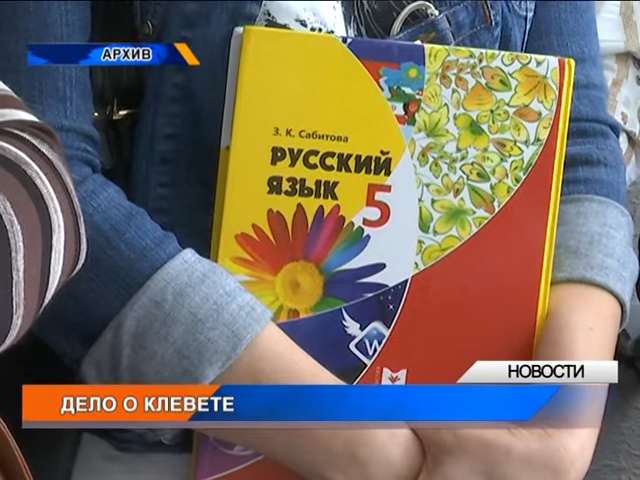 АРХИВ
З. К. Сабитова
РУССКИЙ
ЯЗЫК 5
НОВОСТИ
ДЕЛО О КЛЕВЕТЕ